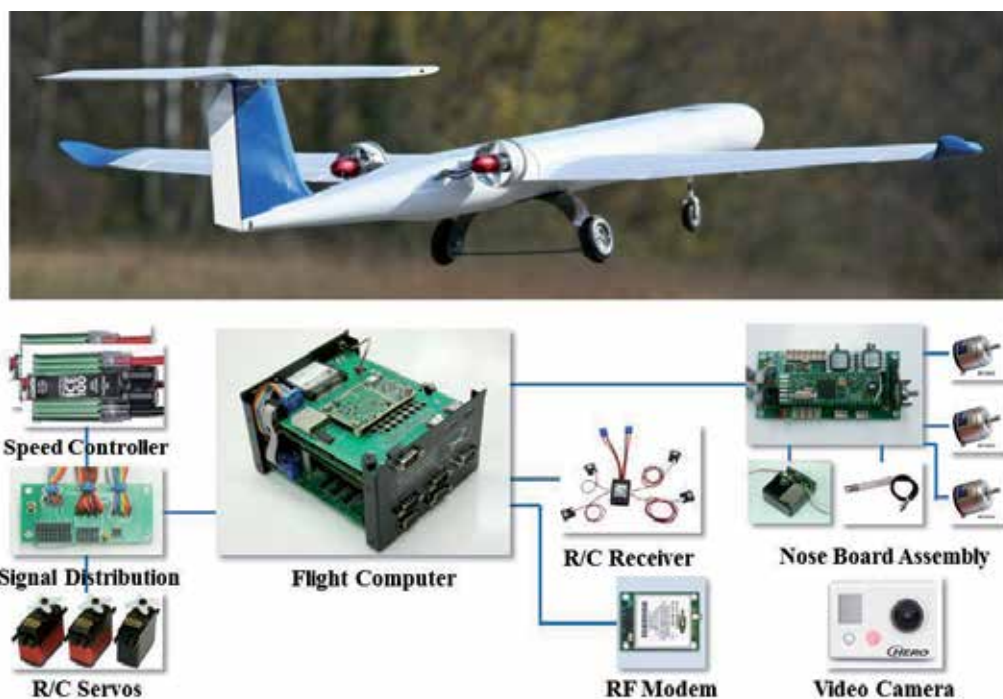 Speed Controller
Signal Distribution
R/C Servos
Flight Computer
R/C Receiver
RF Modem
Nose Board Assembly
HERO
Video Camera